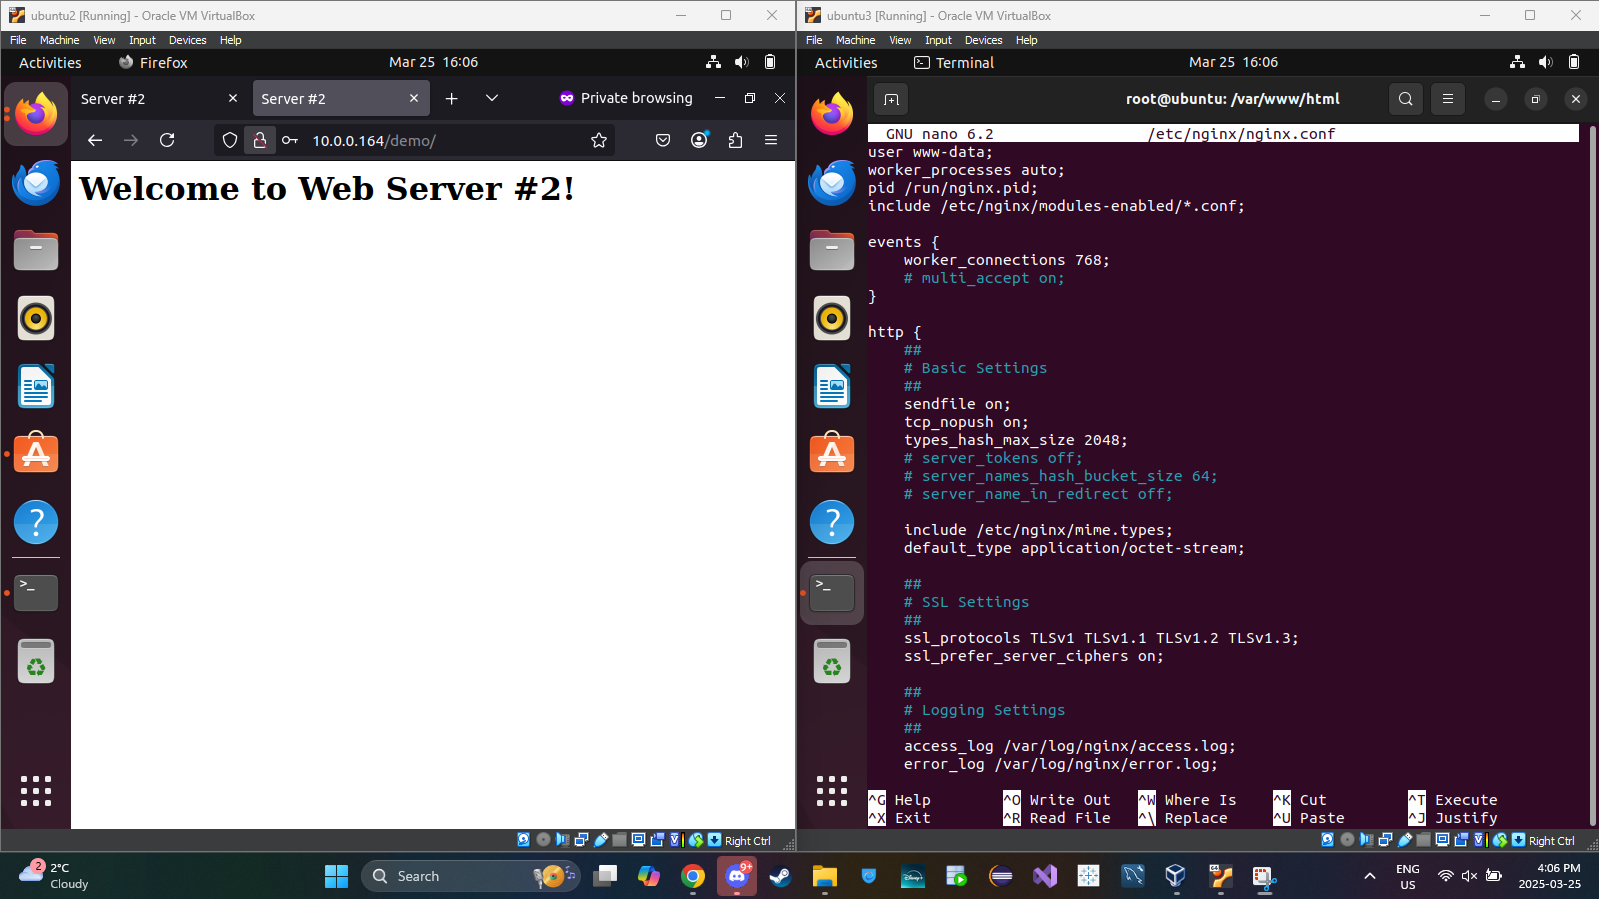 ubuntu2 [Running] - Oracle VM VirtualBox
File Machine View Input Devices Help
Activities Firefox Mar 25 16:06
Server #2 Server #2 Private browsing
10.0.0.164/demo/
Welcome to Web Server #2!
Right Ctrl
ubuntu3 [Running] - Oracle VM VirtualBox
File Machine View Input Devices Help
Activities Terminal Mar 25 16:06
root@ubuntu: /var/www/html
GNU nano 6.2 /etc/nginx/nginx.conf
user www-data;
worker_processes auto;
pid /run/nginx.pid;
include /etc/nginx/modules-enabled/*.conf;
events {
worker_connections 768;
# multi_accept on;
}
http {
##
# Basic Settings
##
sendfile on;
tcp_nopush on;
types_hash_max_size 2048;
# server_tokens off;
# server_names_hash_bucket_size 64;
# server_name_in_redirect off;
include /etc/nginx/mime.types;
default_type application/octet-stream;
##
# SSL Settings
##
ssl_protocols TLSv1 TLSv1.1 TLSv1.2 TLSv1.3;
ssl_prefer_server_ciphers on;
##
# Logging Settings
##
access_log /var/log/nginx/access.log;
error_log /var/log/nginx/error.log;
^G Help ^O Write Out ^W Where Is ^K Cut ^T Execute
^X Exit ^R Read File ^\ Replace ^U Paste ^J Justify
Right Ctrl
2 2°C
Cloudy
Search
9+
Disney+
ENG
US
4:06 PM
2025-03-25